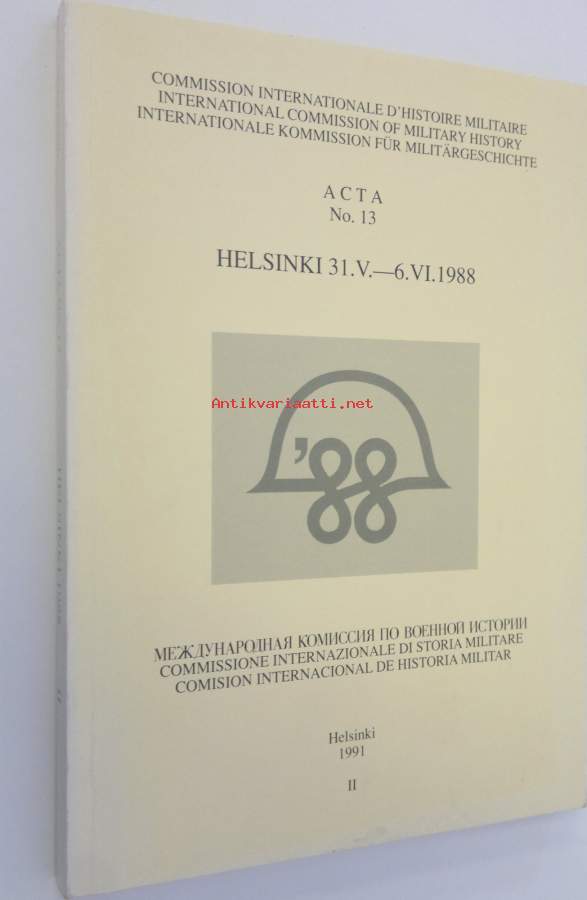 COMMISSION INTERNATIONALE D'HISTOIRE MILITAIRE
INTERNATIONAL COMMISSION OF MILITARY HISTORY
INTERNATIONALE KOMMISSION FÜR MILITÄRGESCHICHTE
ACTA
No. 13
HELSINKI 31.V.—6.VI.1988
Antikvariaatti.net
'88
МЕЖДУНАРОДНАЯ КОМИССИЯ ПО ВОЕННОЙ ИСТОРИИ
COMMISSIONE INTERNAZIONALE DI STORIA MILITARE
COMISION INTERNACIONAL DE HISTORIA MILITAR
Helsinki
1991
II